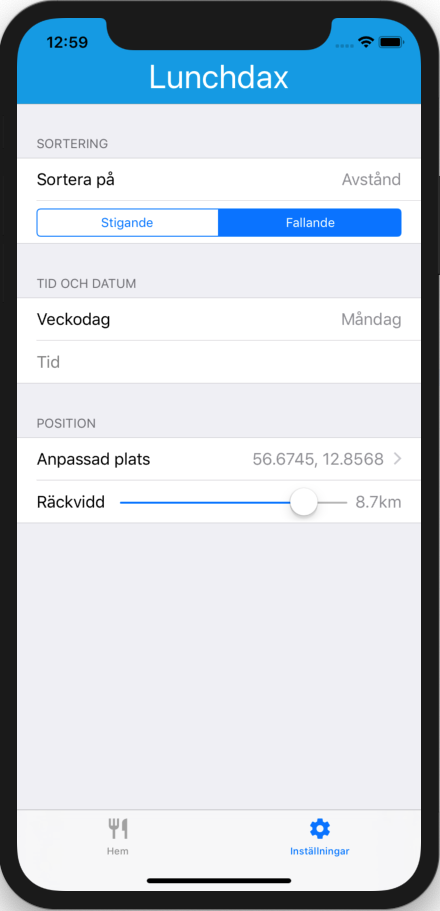 12:59
Lunchdax
SORTERING
Sortera på Avstånd
Stigande Fallande
TID OCH DATUM
Veckodag Måndag
Tid
POSITION
Anpassad plats 56.6745, 12.8568
Räckvidd 8.7km
Hem Inställningar